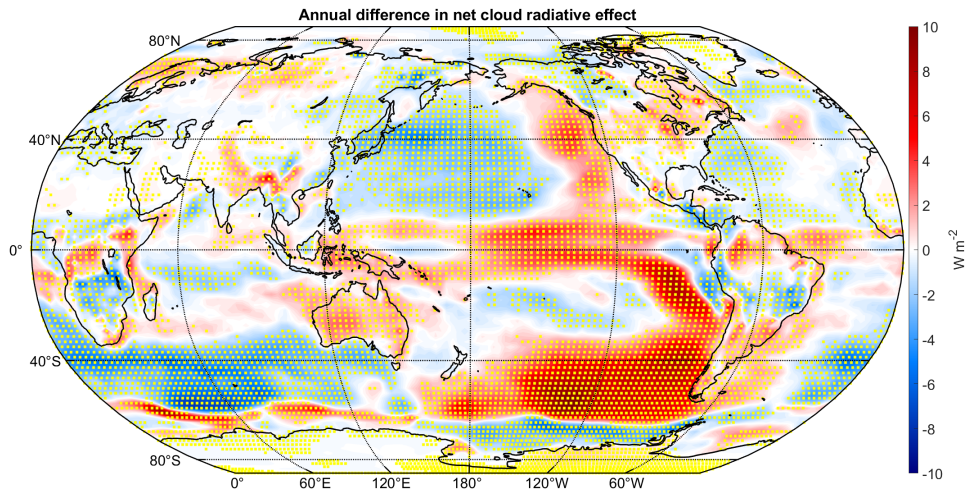 Annual difference in net cloud radiative effect
80°N
40°N
0°
40°S
80°S
0°E
60°E
120°E
180°
120°W
60°W
10
8
6
4
2
0
-2
-4
-6
-8
-10
W m⁻²